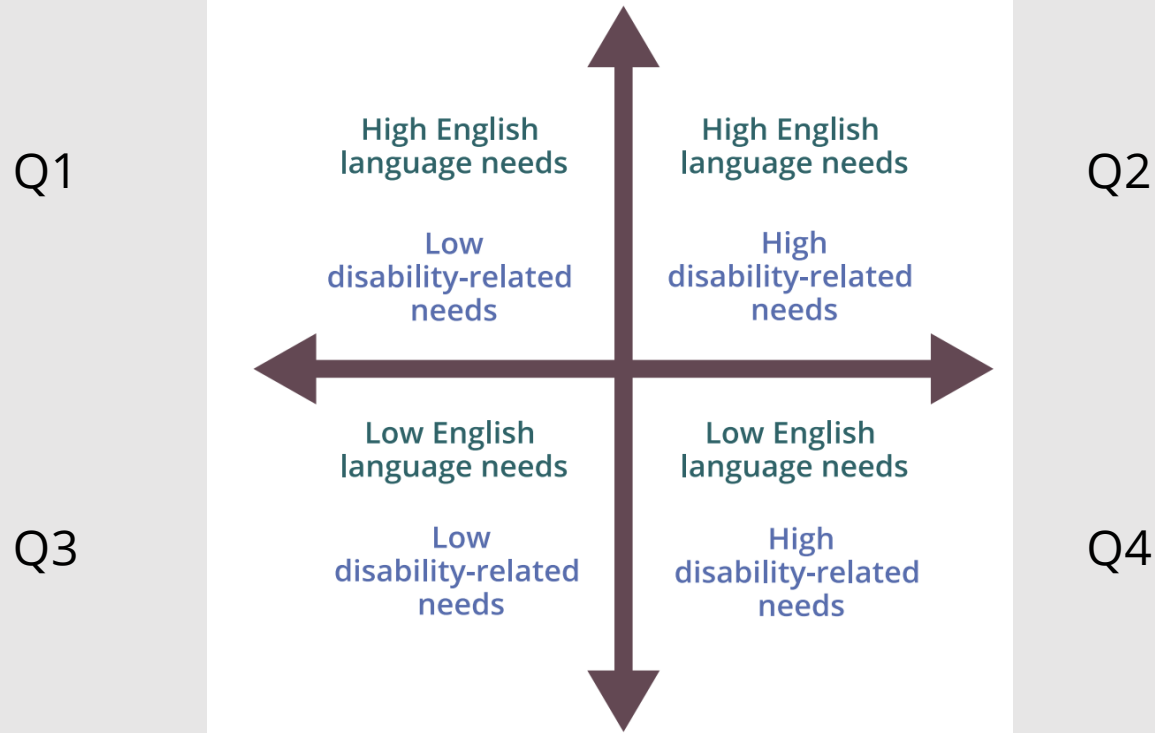 Q1
High English
language needs
Low
disability-related
needs
High English
language needs
High
disability-related
needs
Q2
Q3
Low English
language needs
Low
disability-related
needs
Low English
language needs
High
disability-related
needs
Q4